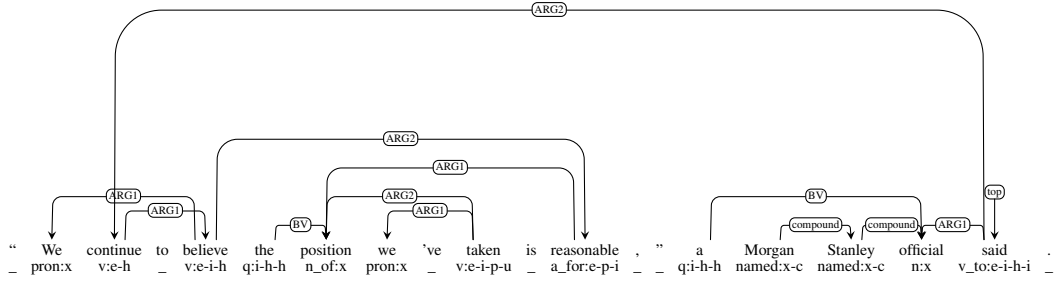 ARG2
ARG2
ARG1
ARG1 ARG2 BV top
ARG1 BV ARG1 compound compound ARG1
“ We continue to believe the position we 've taken is reasonable , ” a Morgan Stanley official said .
_ pron:x v:e-h _ v:e-i-h q:i-h-h n_of:x pron:x _ v:e-i-p-u _ a_for:e-p-i _ _ q:i-h-h named:x-c named:x-c n:x v_to:e-i-h-i _